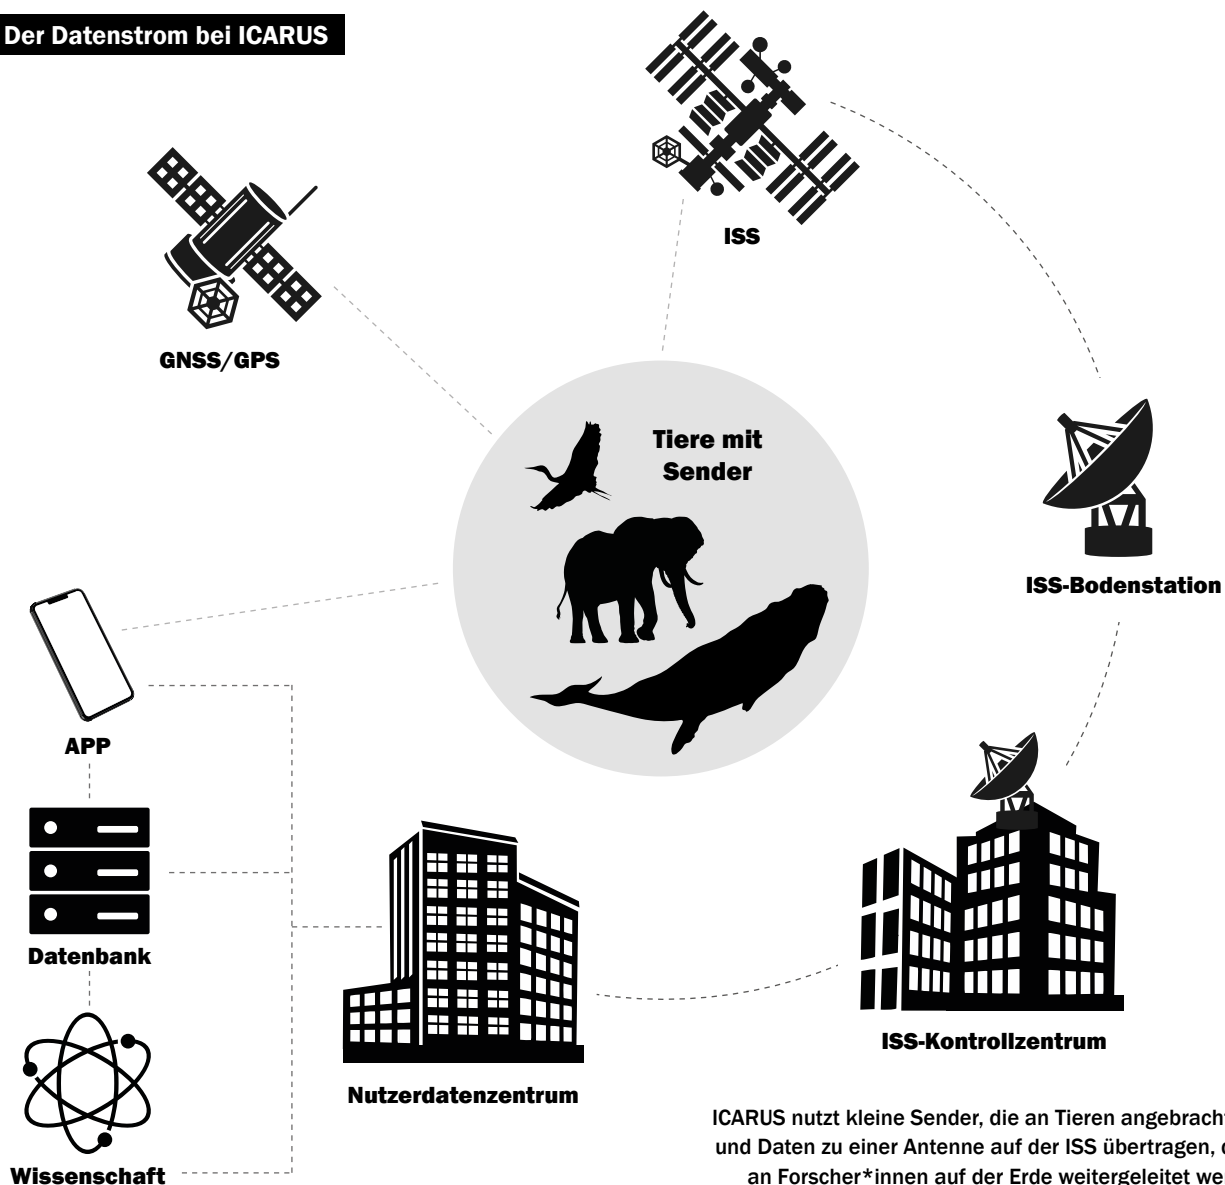 Der Datenstrom bei ICARUS
ISS
GNSS/GPS
Tiere mit
Sender
ISS-Bodenstation
APP
Datenbank
ISS-Kontrollzentrum
Nutzerdatenzentrum
Wissenschaft
ICARUS nutzt kleine Sender, die an Tieren
und Daten zu einer Antenne auf der ISS übertragen,
an Forscher*innen auf der Erde weitergeleitet